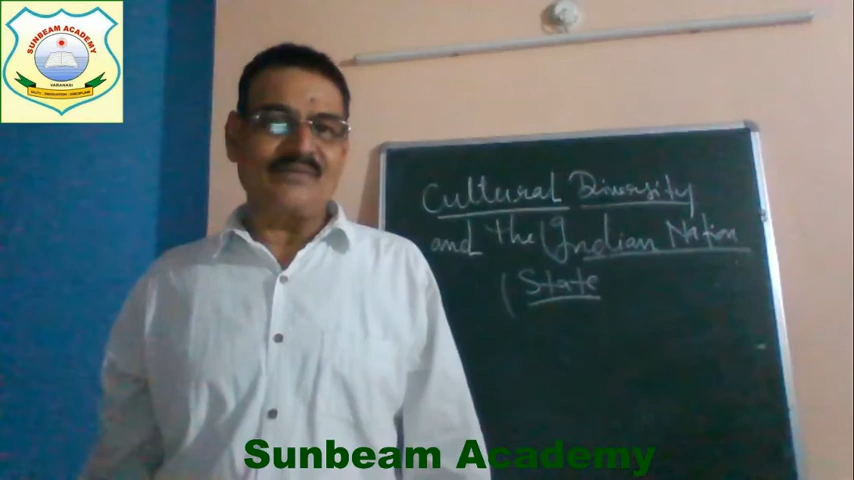 SUNBEAM ACADEMY
VARANASI
Cultural Diversity
and the Indian Nation
State
Sunbeam Academy